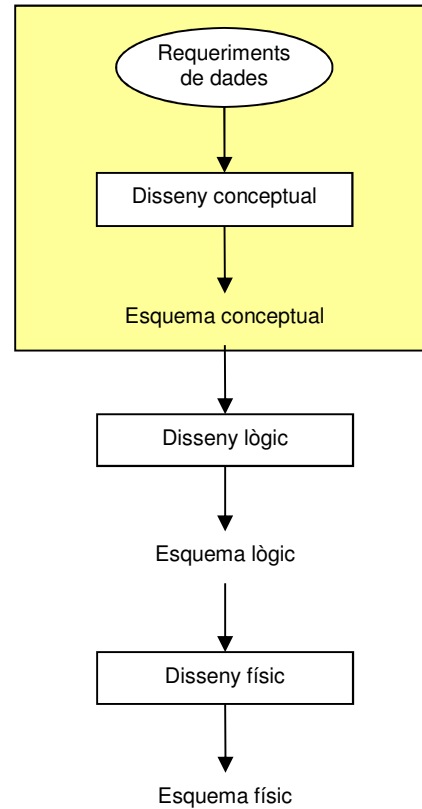 Requeriments
de dades
Disseny conceptual
Esquema conceptual
Disseny lògic
Esquema lògic
Disseny físic
Esquema físic